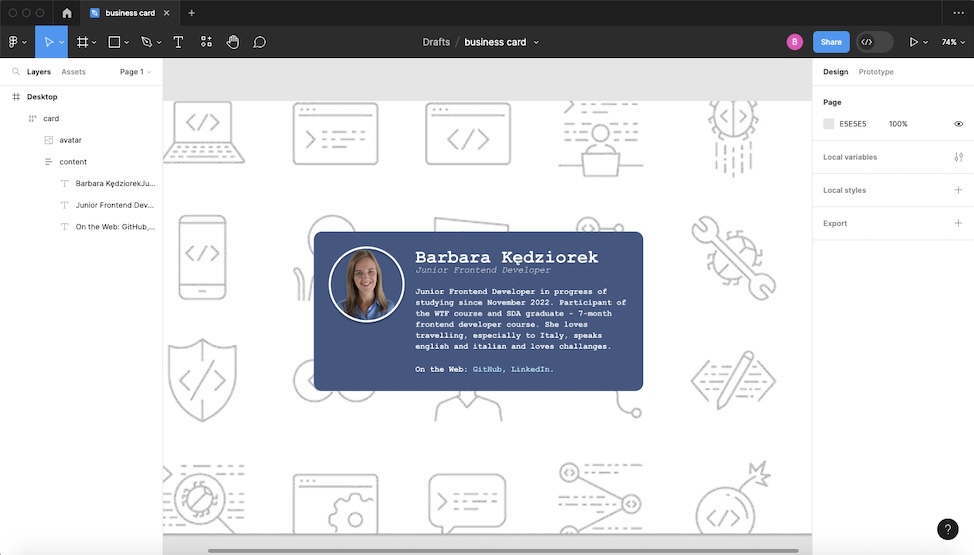 business card
Drafts / business card
B
Share
</>
74%
Layers
Assets
Page 1
Design
Prototype
Desktop
card
avatar
content
Barbara KędziorekJu...
Junior Frontend Dev...
On the Web: GitHub,...
Page
E5E5E5
100%
Local variables
Local styles
Export
Barbara Kędziorek
Junior Frontend Developer
Junior Frontend Developer in progress of
studying since November 2022. Participant of
the WTF course and SDA graduate - 7-month
frontend developer course. She loves
travelling, especially to Italy, speaks
english and italian and loves challanges.
On the Web: GitHub, LinkedIn.
?